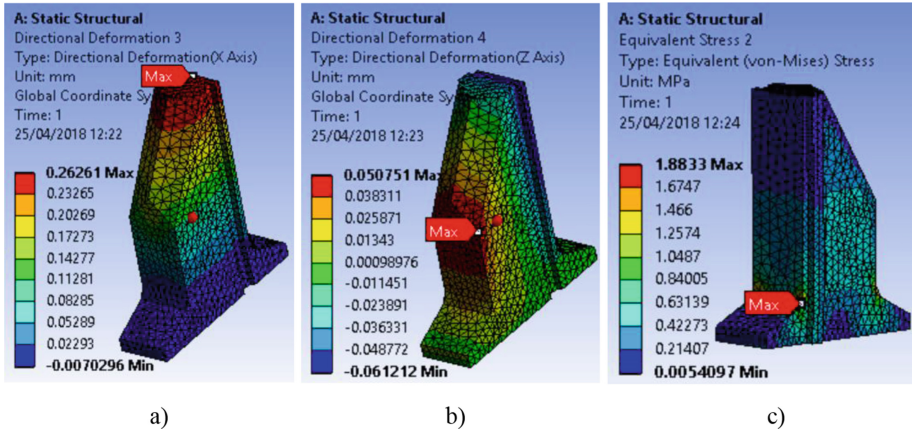 A: Static Structural
Directional Deformation 3
Type: Directional Deformation(X Axis)
Unit: mm
Global Coordinate Sy
Time: 1
25/04/2018 12:22
Max
0.26261 Max
0.23265
0.20269
0.17273
0.14277
0.11281
0.08285
0.05289
0.02293
-0.0070296 Min
a)
A: Static Structural
Directional Deformation 4
Type: Directional Deformation(Z Axis)
Unit: mm
Global Coordinate Sy
Time: 1
25/04/2018 12:23
0.050751 Max
0.038311
0.025871
Max
0.01343
0.00098976
-0.011451
-0.023891
-0.036331
-0.048772
-0.061212 Min
b)
A: Static Structural
Equivalent Stress 2
Type: Equivalent (von-Mises) Stress
Unit: MPa
Time: 1
25/04/2018 12:24
1.8833 Max
1.6747
1.466
1.2574
1.0487
0.84005
0.63139
Max
0.42273
0.21407
0.0054097 Min
c)